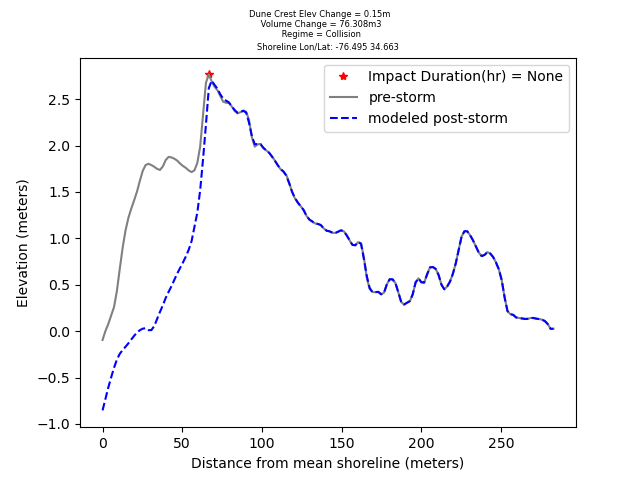 Dune Crest Elev Change = 0.15m
Volume Change = 76.308m3
Regime = Collision
Shoreline Lon/Lat: -76.495 34.663
Impact Duration(hr) = None
pre-storm
modeled post-storm
Elevation (meters)
2.5
2.0
1.5
1.0
0.5
0.0
−0.5
−1.0
0 50 100 150 200 250
Distance from mean shoreline (meters)